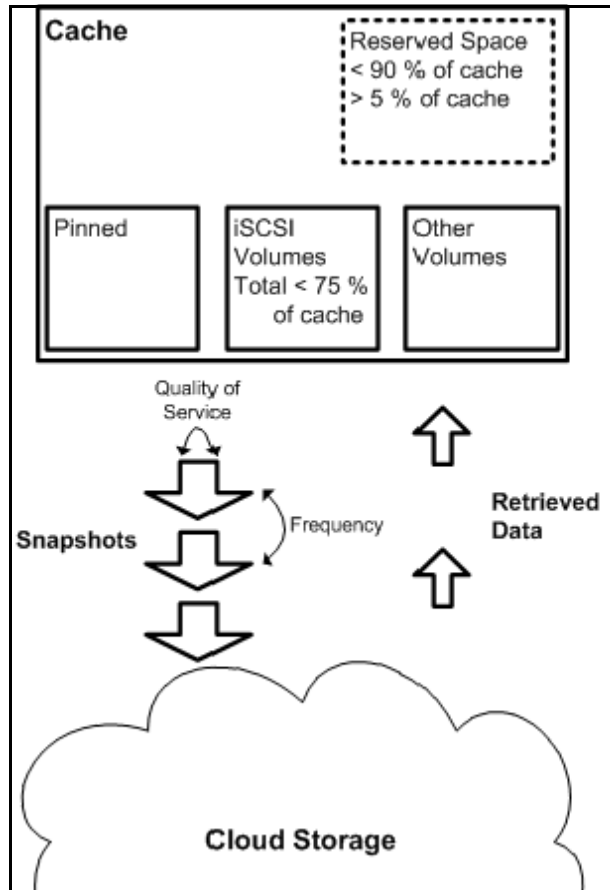 Cache
Reserved Space
< 90 % of cache
> 5 % of cache
Pinned
iSCSI
Volumes
Total < 75 %
of cache
Other
Volumes
Quality of
Service
Snapshots
Frequency
Retrieved
Data
Cloud Storage